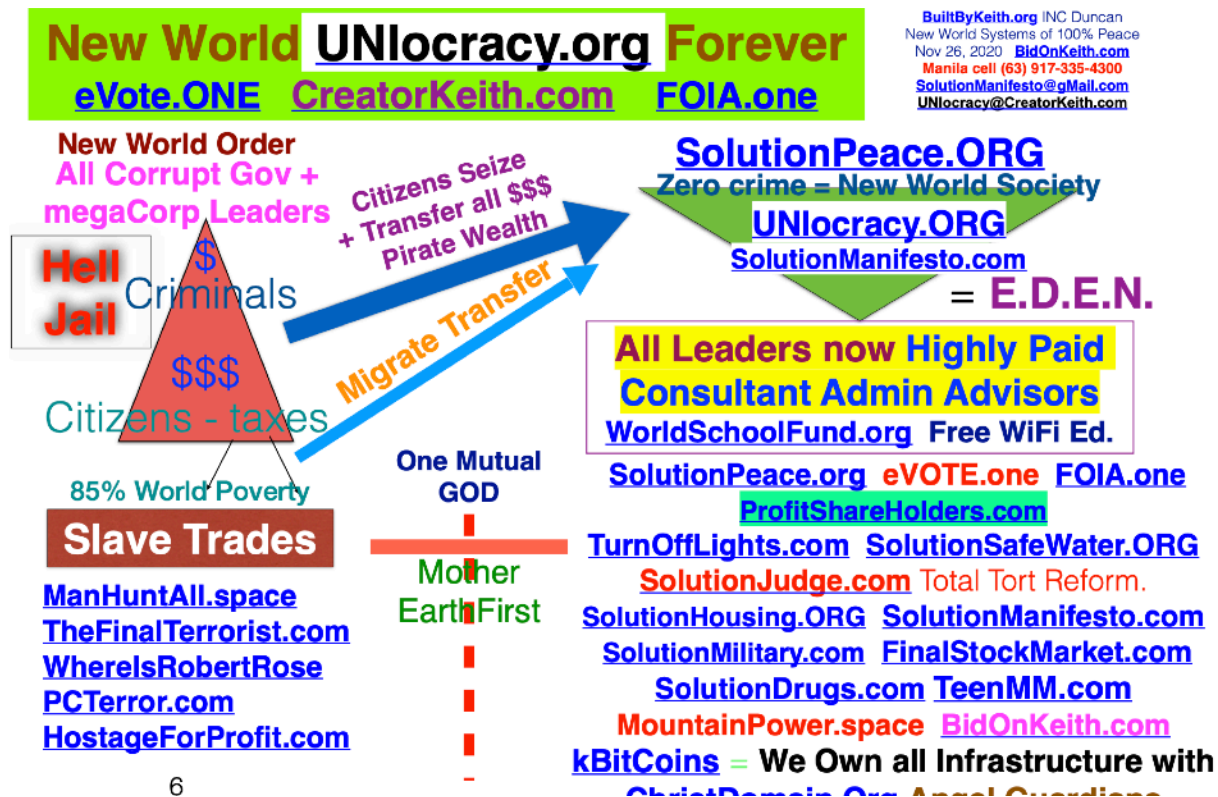 New World UNIocracy.org Forever
eVote.ONE CreatorKeith.com FOIA.one
BuiltByKeith.org INC Duncan
New World Systems of 100% Peace
Nov 26, 2020 BidOnKeith.com
Manila cell (63) 917-335-4300
SolutionManifesto@gMail.com
UNIocracy@CreatorKeith.com
New World Order
All Corrupt Gov +
megaCorp Leaders
Hell
Jail
$
Criminals
$$$
Citizens - taxes
85% World Poverty
Slave Trades
ManHuntAll.space
TheFinalTerrorist.com
WhereIsRobertRose
PCTerror.com
HostageForProfit.com
6
Citizens Seize
+ Transfer all $$$
Pirate Wealth
Migrate Transfer
One Mutual
GOD
Mother
EarthFirst
SolutionPeace.ORG
Zero crime = New World Society
UNIocracy.ORG
SolutionManifesto.com
= E.D.E.N.
All Leaders now Highly Paid
Consultant Admin Advisors
WorldSchoolFund.org Free WiFi Ed.
SolutionPeace.org eVOTE.one FOIA.one
ProfitShareHolders.com
TurnOffLights.com SolutionSafeWater.ORG
SolutionJudge.com Total Tort Reform.
SolutionHousing.ORG SolutionManifesto.com
SolutionMilitary.com FinalStockMarket.com
SolutionDrugs.com TeenMM.com
MountainPower.space BidOnKeith.com
kBitCoins = We Own all Infrastructure with
ChristDomain.Org Angel Guardians